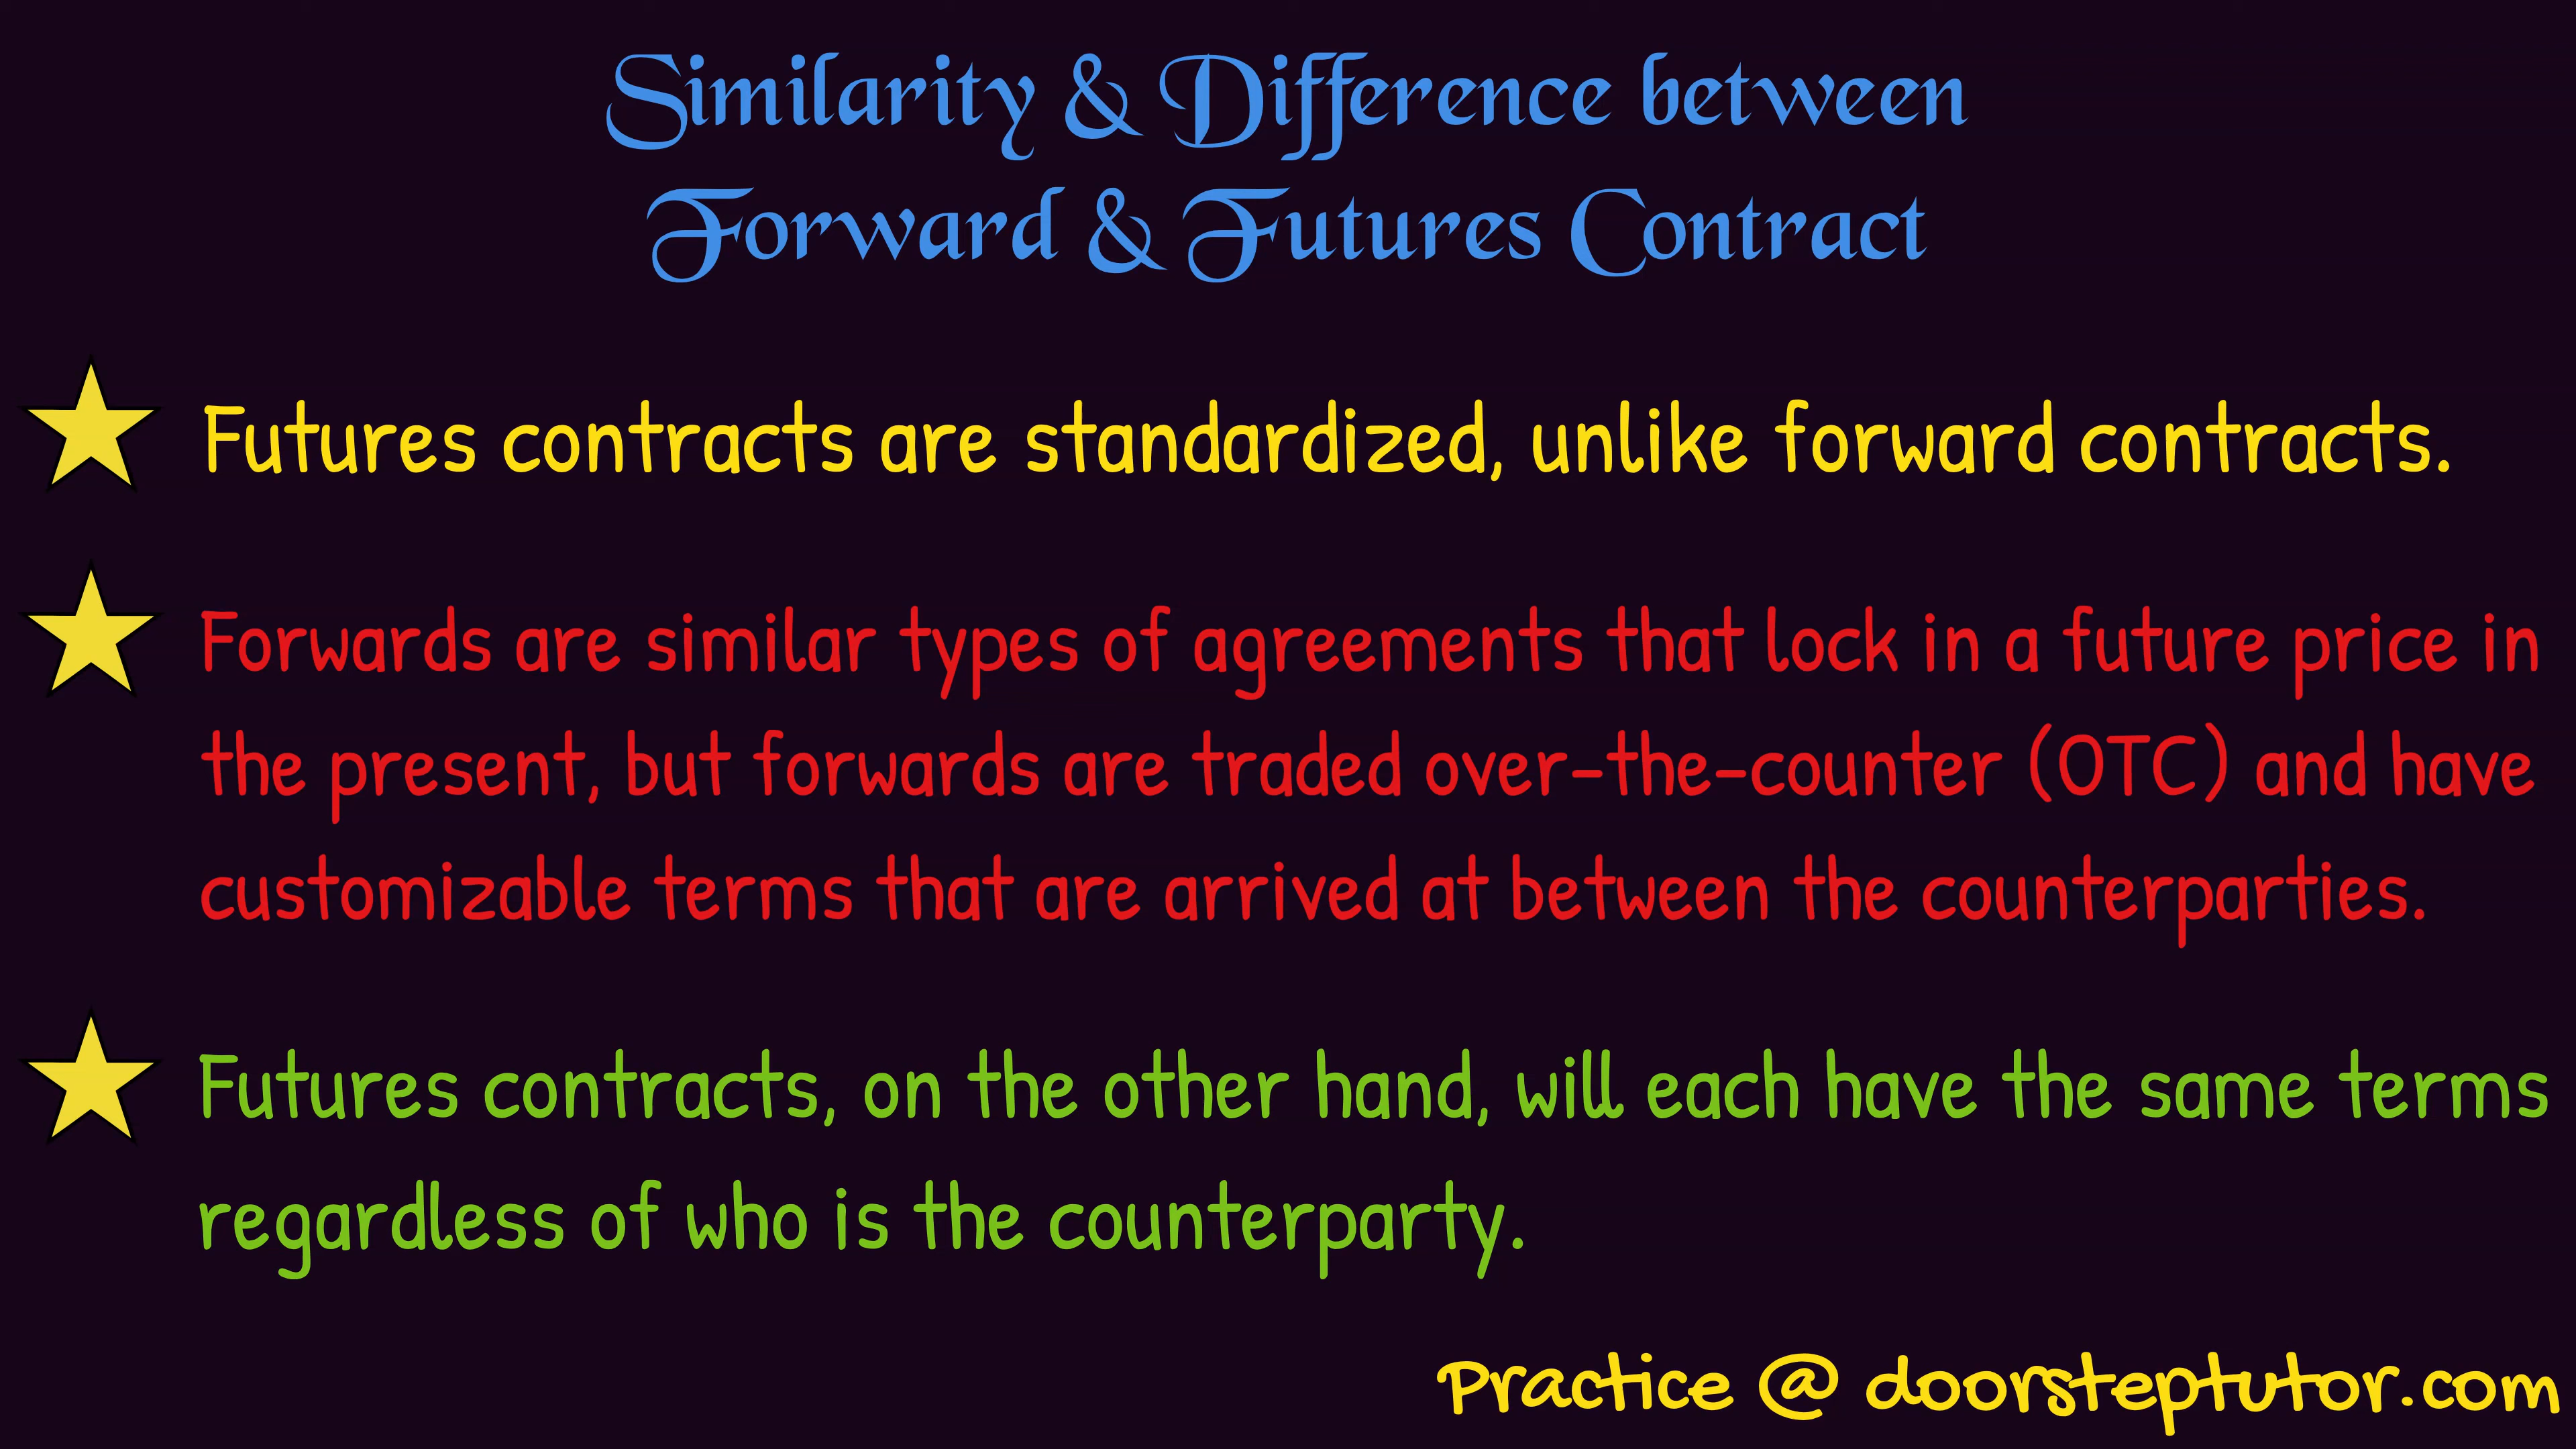 Similarity & Difference between
Forward & Futures Contract
Futures contracts are standardized, unlike forward contracts.
Forwards are similar types of agreements that lock in a future price in
the present, but forwards are traded over-the-counter (OTC) and have
customizable terms that are arrived at between the counterparties.
Futures contracts, on the other hand, will each have the same terms
regardless of who is the counterparty.
Practice @ doorsteptutor.com